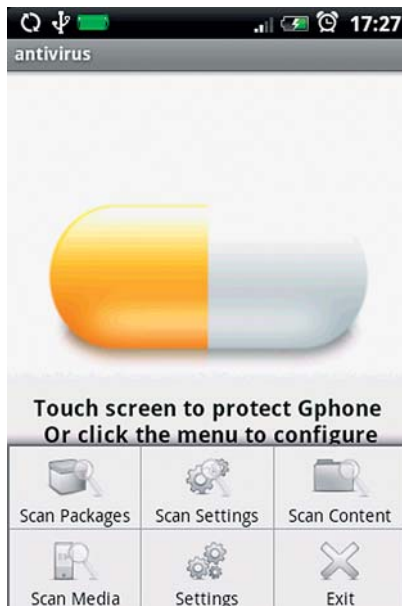 17:27
antivirus
Touch screen to protect Gphone
Or click the menu to configure
Scan Packages
Scan Settings
Scan Content
Scan Media
Settings
Exit